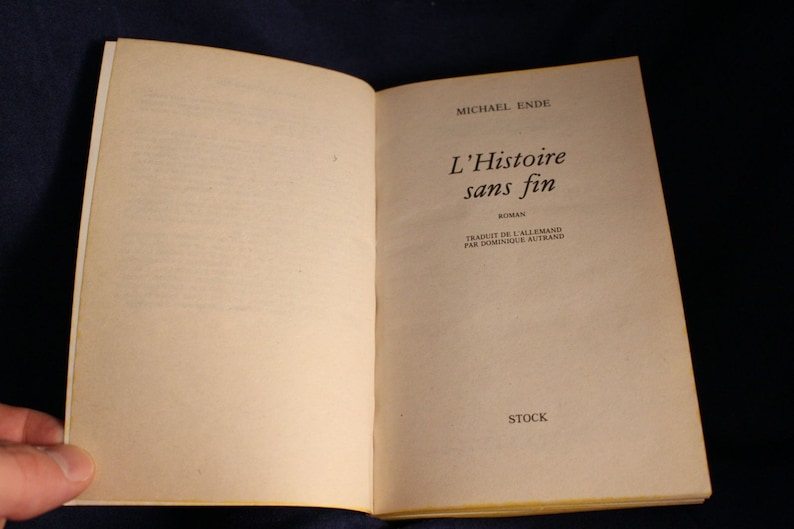 MICHAEL ENDE
L'Histoire
sans fin
ROMAN
TRADUIT DE L'ALLEMAND
PAR DOMINIQUE AUTRAND
STOCK